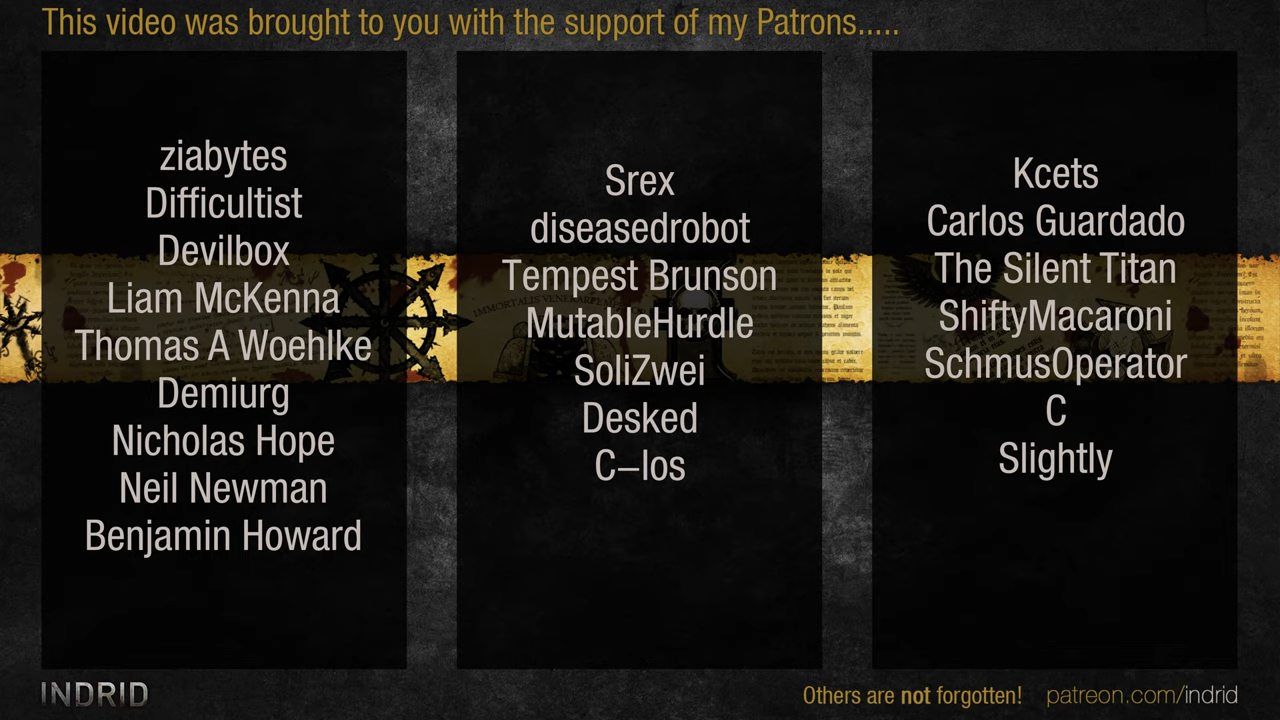 This video was brought to you with the support of my Patrons.....
ziabytes
Difficultist
Devilbox
Liam McKenna
Thomas A Woehlke
Demiurg
Nicholas Hope
Neil Newman
Benjamin Howard
Srex
diseasedrobot
Tempest Brunson
MutableHurdle
SoliZwei
Desked
C–los
Kcets
Carlos Guardado
The Silent Titan
ShiftyMacaroni
SchmusOperator
C
Slightly
IMMORTALIS
INDRID
Others are not forgotten! patreon.com/indrid